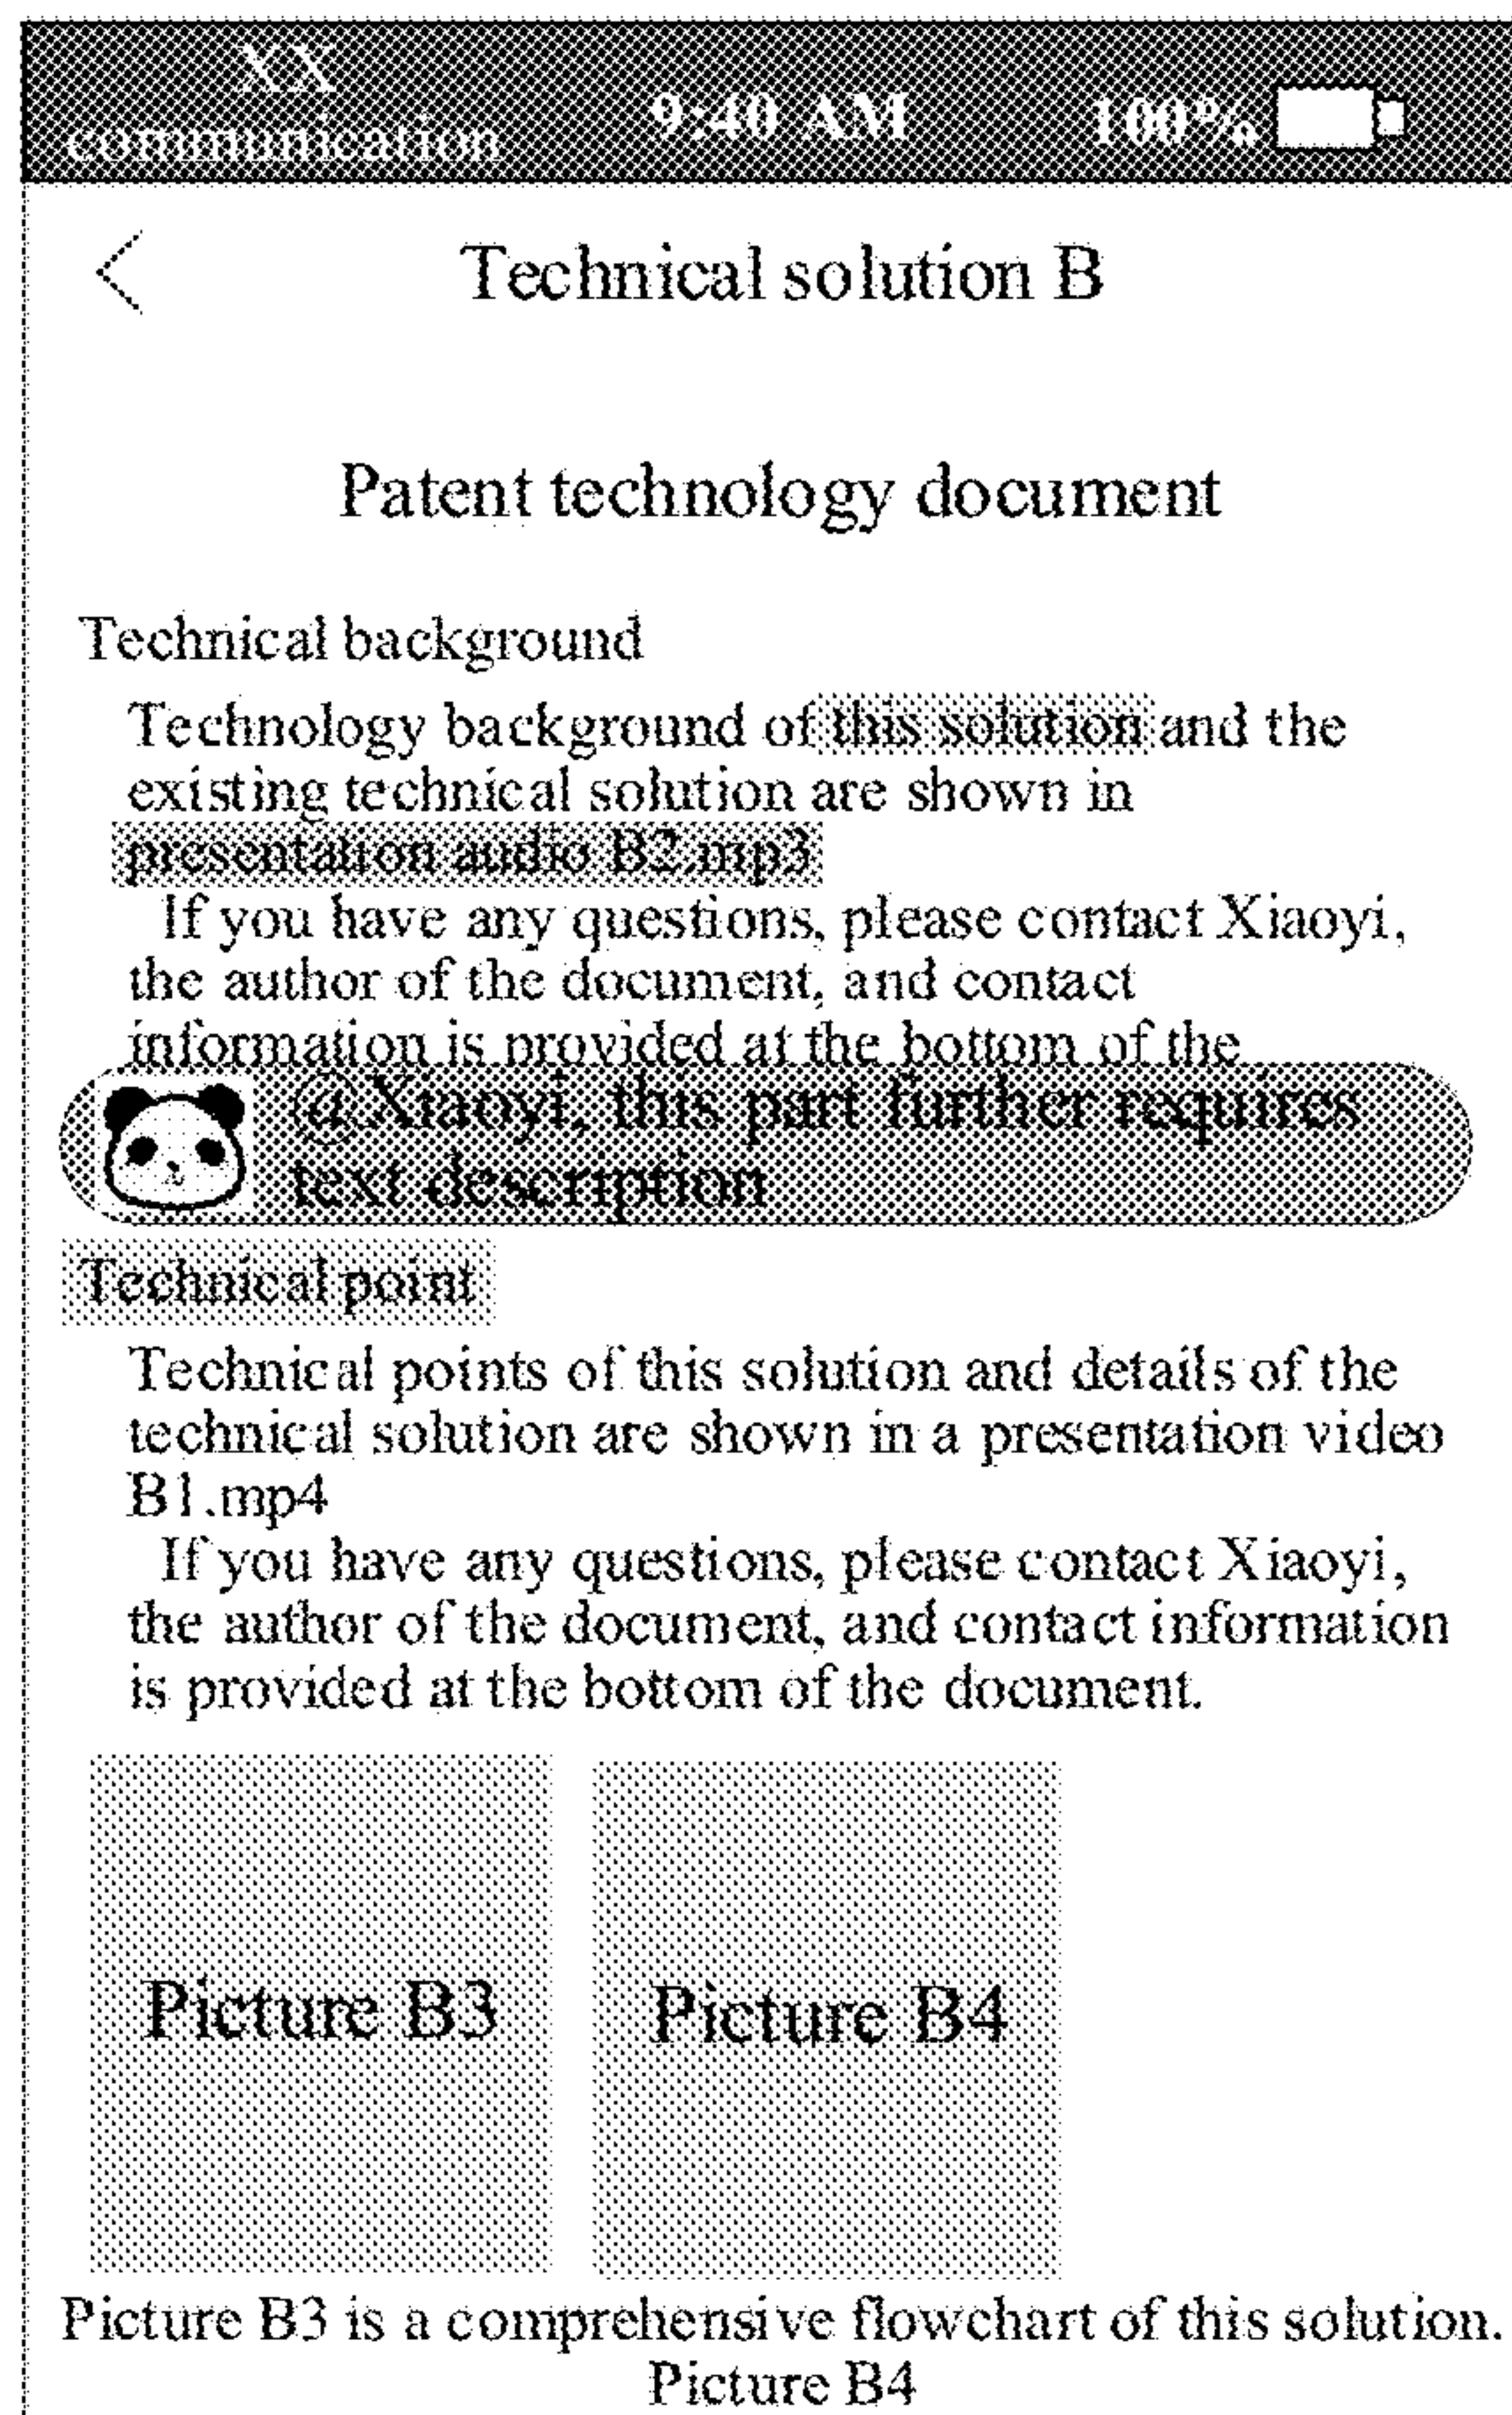 XX
communication
9:40 AM
100%
<
Technical solution B
Patent technology document
Technical background
Technology background of this solution and the
existing technical solution are shown in
presentation audio B2.mp3
If you have any questions, please contact Xiaoyi,
the author of the document, and contact
information is provided at the bottom of the
@Xiaoyi, this part further requires
text description
Technical point
Technical points of this solution and details of the
technical solution are shown in a presentation video
B1.mp4
If you have any questions, please contact Xiaoyi,
the author of the document, and contact information
is provided at the bottom of the document.
Picture B3
Picture B4
Picture B3 is a comprehensive flowchart of this solution.
Picture B4